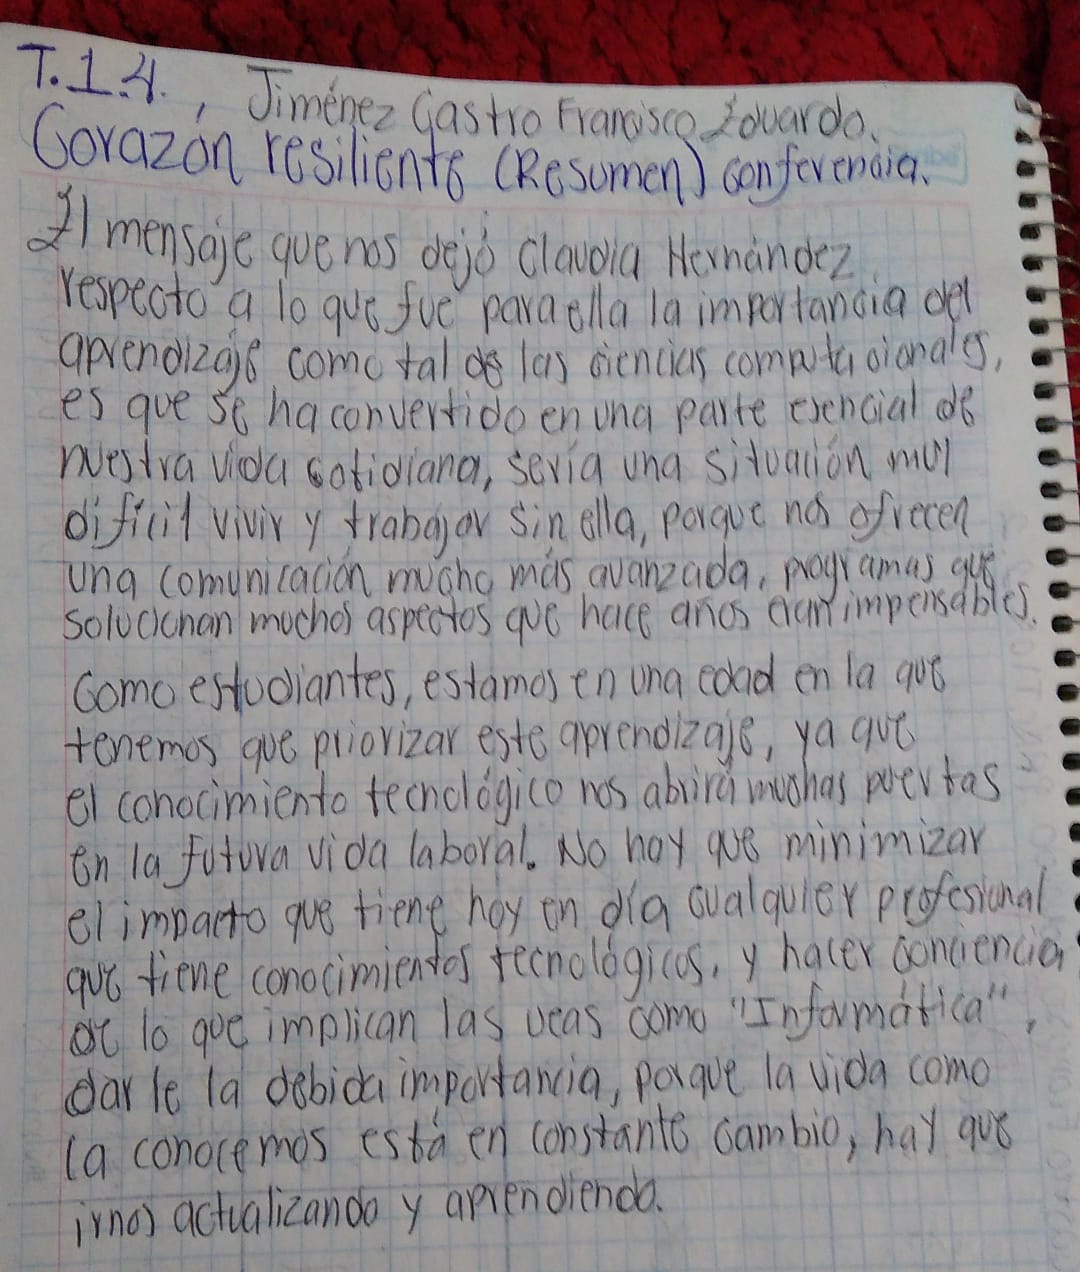 T.1.4., Jiménez Castro Francisco Eduardo.
Corazón resiliente (Resumen) conferencia.
El mensaje que nos dejó Claudia Hernández
respecto a lo que fue para ella la importancia del
aprendizaje como tal de las ciencias computacionales,
es que se ha convertido en una parte esencial de
nuestra vida cotidiana, sería una situación muy
difícil vivir y trabajar sin ella, porque nos ofrecen
una comunicación mucho más avanzada, programas que
solucionan muchos aspectos que hace años eran impensables.
Como estudiantes, estamos en una edad en la que
tenemos que priorizar este aprendizaje, ya que
el conocimiento tecnológico nos abrirá muchas puertas
en la futura vida laboral. No hay que minimizar
el impacto que tiene hoy en día cualquier profesional
que tiene conocimientos tecnológicos, y hacer conciencia
de lo que implican las ucas como "Informática",
darle la debida importancia, porque la vida como
la conocemos está en constante cambio, hay que
irnos actualizando y aprendiendo.